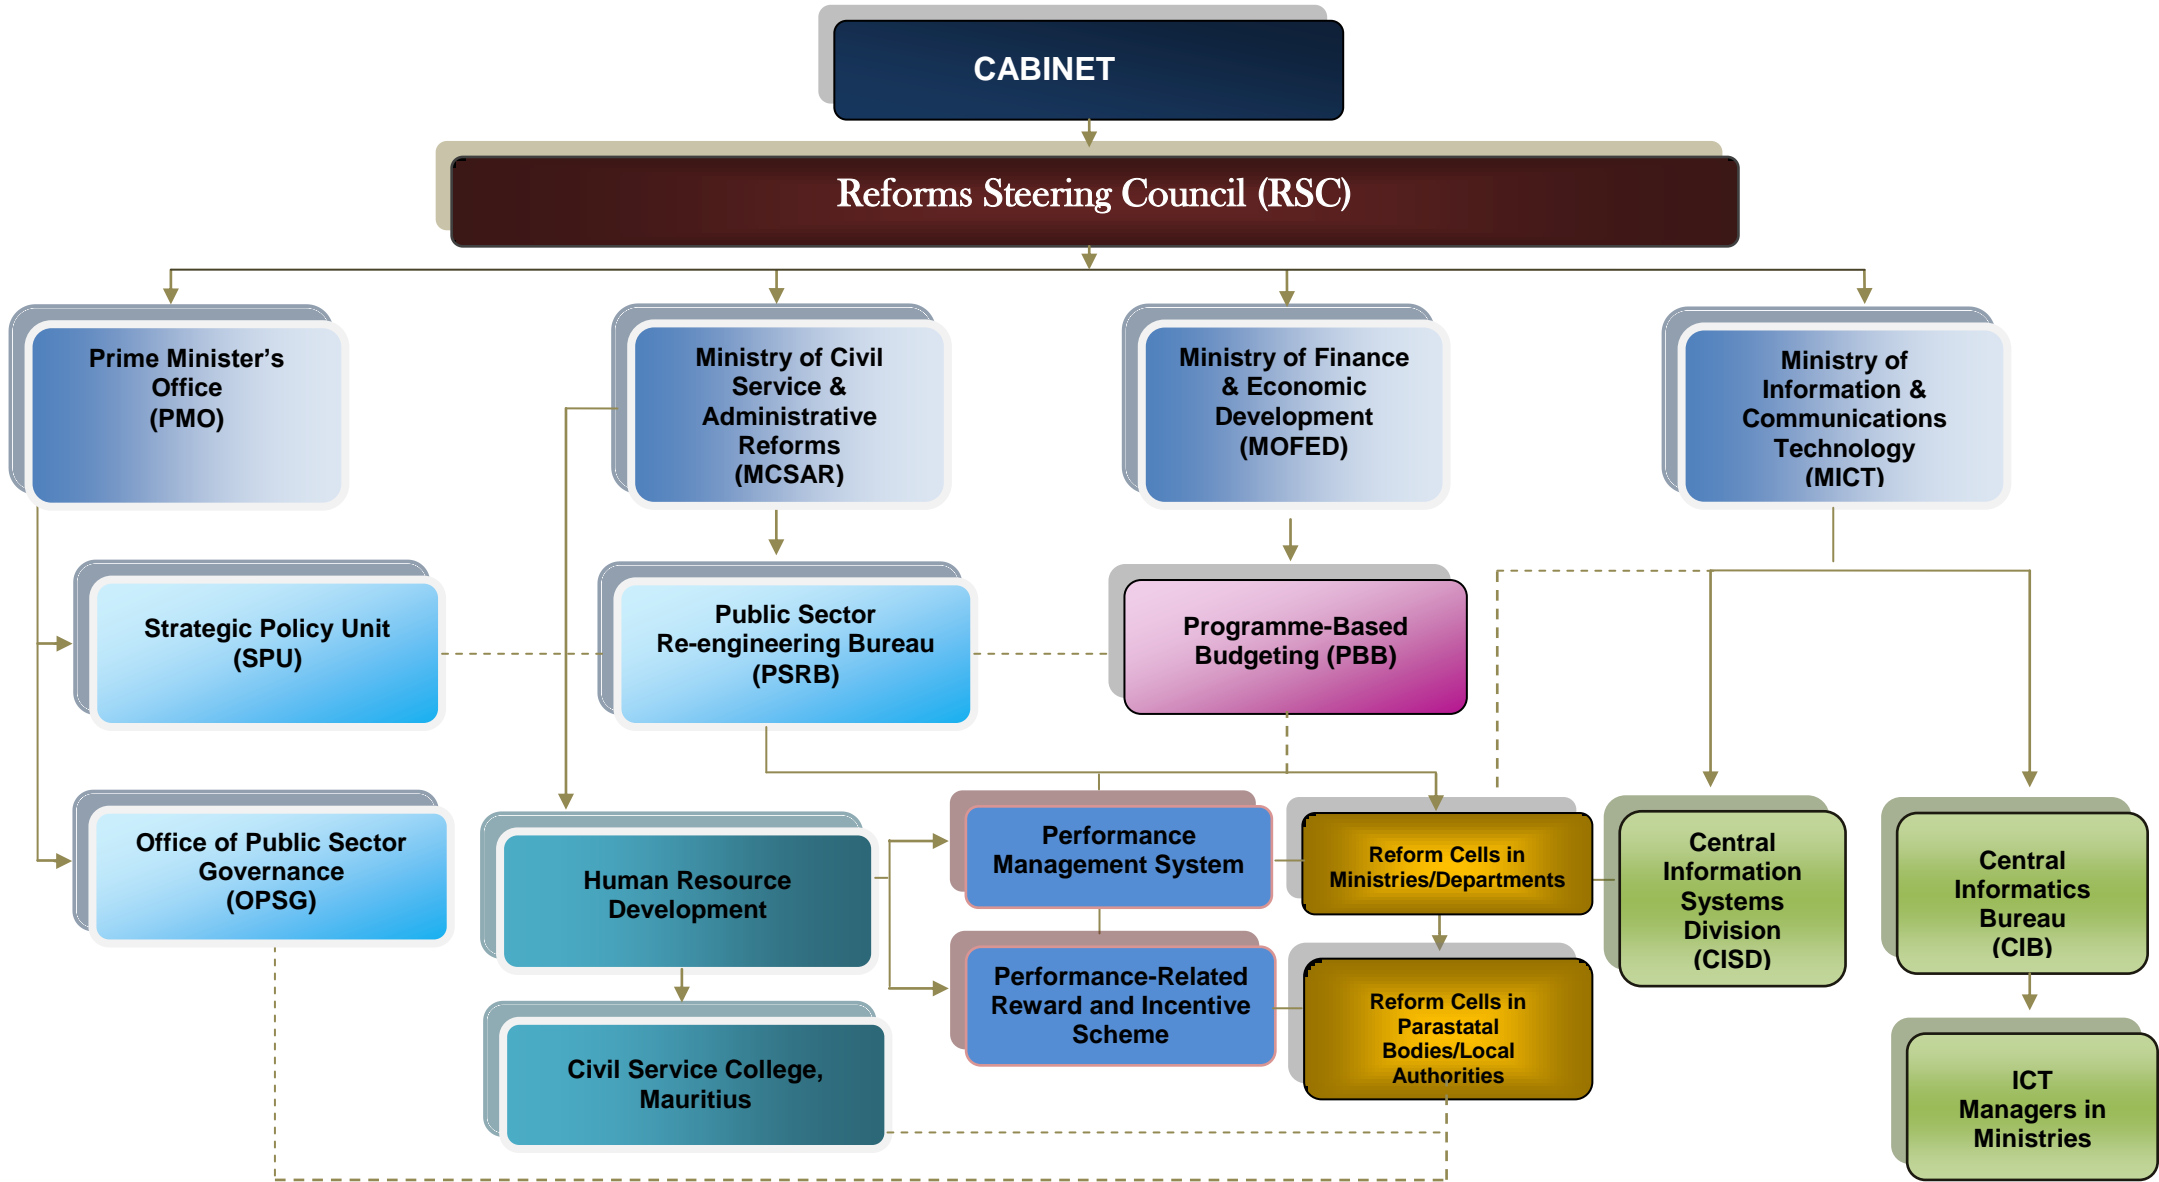 CABINET
Reforms Steering Council (RSC)
Prime Minister’s
Office
(PMO)
Ministry of Civil
Service &
Administrative
Reforms
(MCSAR)
Ministry of Finance
& Economic
Development
(MOFED)
Ministry of
Information &
Communications
Technology
(MICT)
Strategic Policy Unit
(SPU)
Public Sector
Re-engineering Bureau
(PSRB)
Programme-Based
Budgeting (PBB)
Office of Public Sector
Governance
(OPSG)
Human Resource
Development
Performance
Management System
Reform Cells in
Ministries/Departments
Central
Information
Systems
Division
(CISD)
Central
Informatics
Bureau
(CIB)
Performance-Related
Reward and Incentive
Scheme
Reform Cells in
Parastatal
Bodies/Local
Authorities
Civil Service College,
Mauritius
ICT
Managers in
Ministries